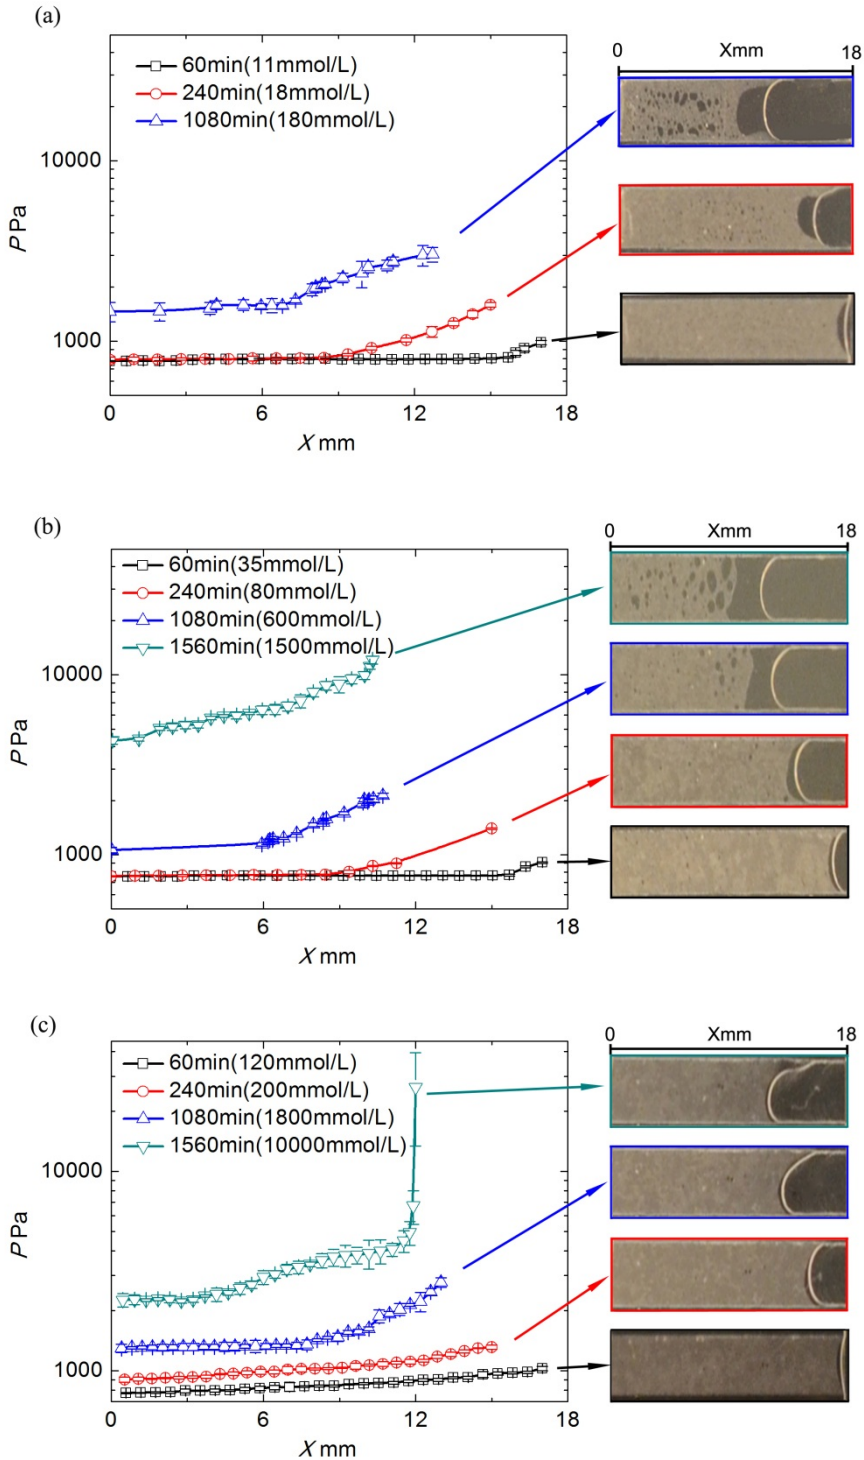 (a)
0 Xmm 18
60min(11mmol/L)
240min(18mmol/L)
1080min(180mmol/L)
10000
1000
P Pa
0 6 12 18
X mm
(b)
0 Xmm 18
60min(35mmol/L)
240min(80mmol/L)
1080min(600mmol/L)
1560min(1500mmol/L)
10000
1000
P Pa
0 6 12 18
X mm
(c)
0 Xmm 18
60min(120mmol/L)
240min(200mmol/L)
1080min(1800mmol/L)
1560min(10000mmol/L)
10000
1000
P Pa
0 6 12 18
X mm